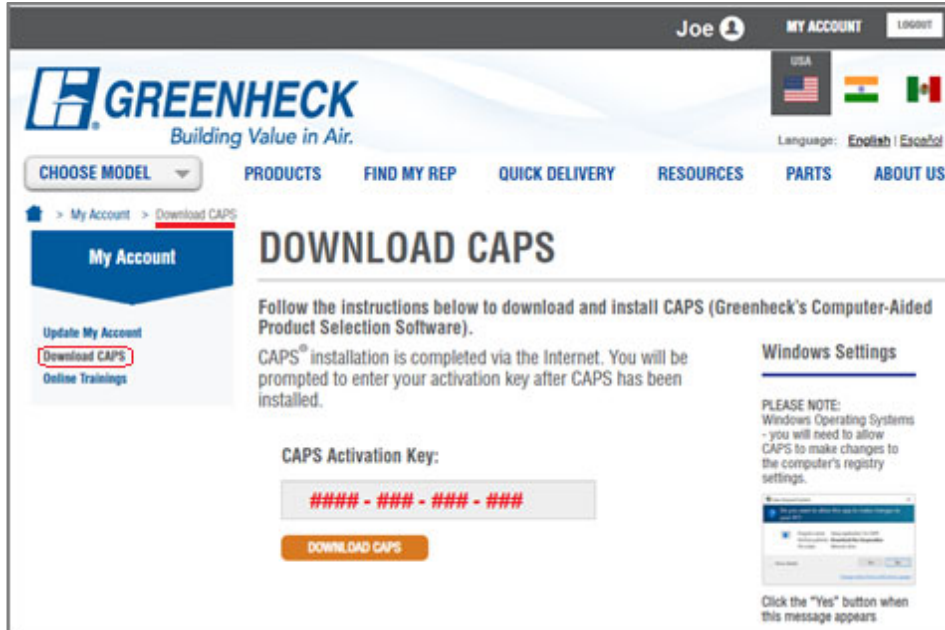 Joe MY ACCOUNT LOGOUT
USA
GREENHECK
Building Value in Air.
Language: English | Español
CHOOSE MODEL PRODUCTS FIND MY REP QUICK DELIVERY RESOURCES PARTS ABOUT US
> My Account > Download CAPS
My Account
Update My Account
Download CAPS
Online Trainings
DOWNLOAD CAPS
Follow the instructions below to download and install CAPS (Greenheck's Computer-Aided
Product Selection Software).
CAPS® installation is completed via the Internet. You will be
prompted to enter your activation key after CAPS has been
installed.
CAPS Activation Key:
#### - ### - ### - ###
DOWNLOAD CAPS
Windows Settings
PLEASE NOTE:
Windows Operating Systems
- you will need to allow
CAPS to make changes to
the computer's registry
settings.
Click the "Yes" button when
this message appears